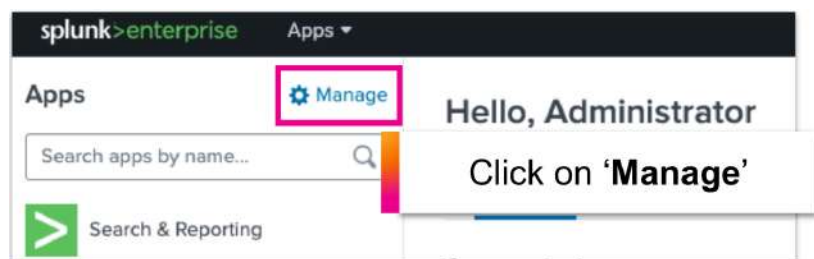 splunk>enterprise Apps
Apps Manage
Hello, Administrator
Search apps by name...
Click on ‘Manage’
Search & Reporting